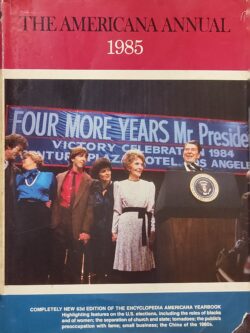 THE AMERICANA ANNUAL
1985
FOUR MORE YEARS Mr. Preside
VICTORY CELEBRATION 1984
CENTURY PLAZA HOTEL LOS ANGELES
COMPLETELY NEW 63d EDITION OF THE ENCYCLOPEDIA AMERICANA YEARBOOK
Highlighting features on the U.S. elections, including the roles of blacks
and of women; the separation of church and state; tornadoes; the public's
preoccupation with fame; small business; the China of the 1980s.